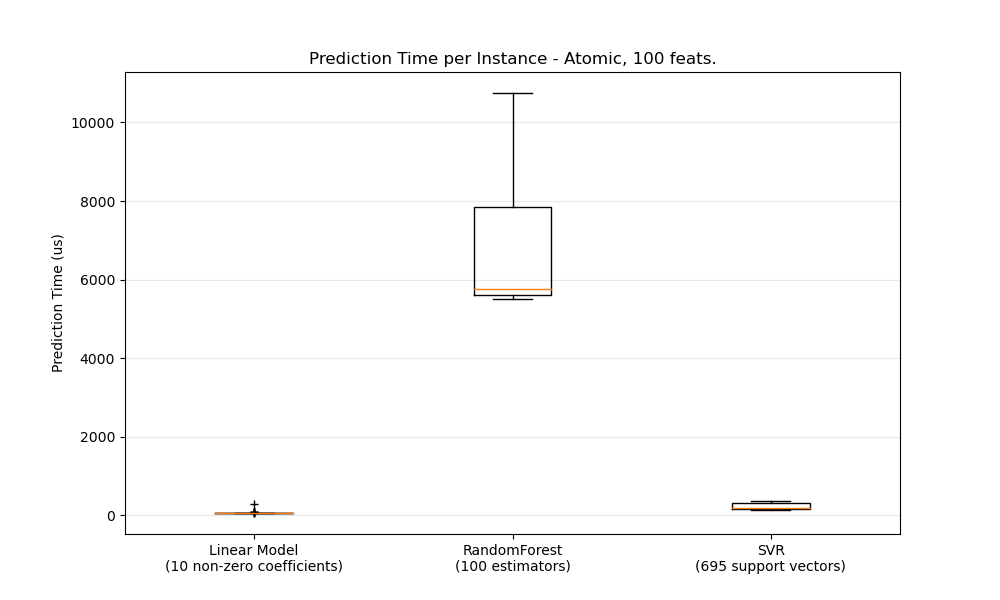 Prediction Time per Instance - Atomic, 100 feats.
Prediction Time (us)
10000
8000
6000
4000
2000
0
Linear Model
(10 non-zero coefficients)
RandomForest
(100 estimators)
SVR
(695 support vectors)